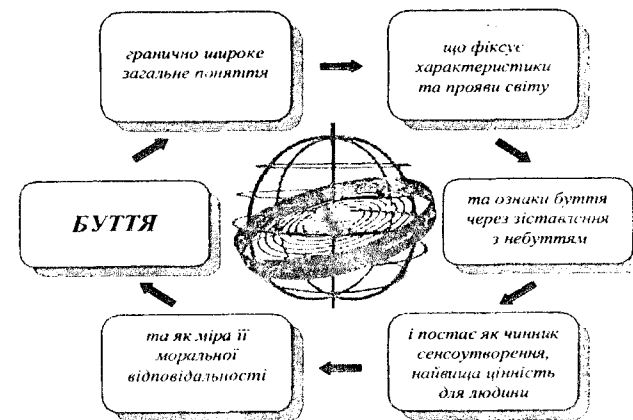 БУТТЯ
гранично широке
загальне поняття
що фіксує
характеристики
та прояви світу
та ознаки буття
через зіставлення
з небуттям
і постає як чинник
сенсоутворення,
найвища цінність
для людини
та як міра її
моральної
відповідальності